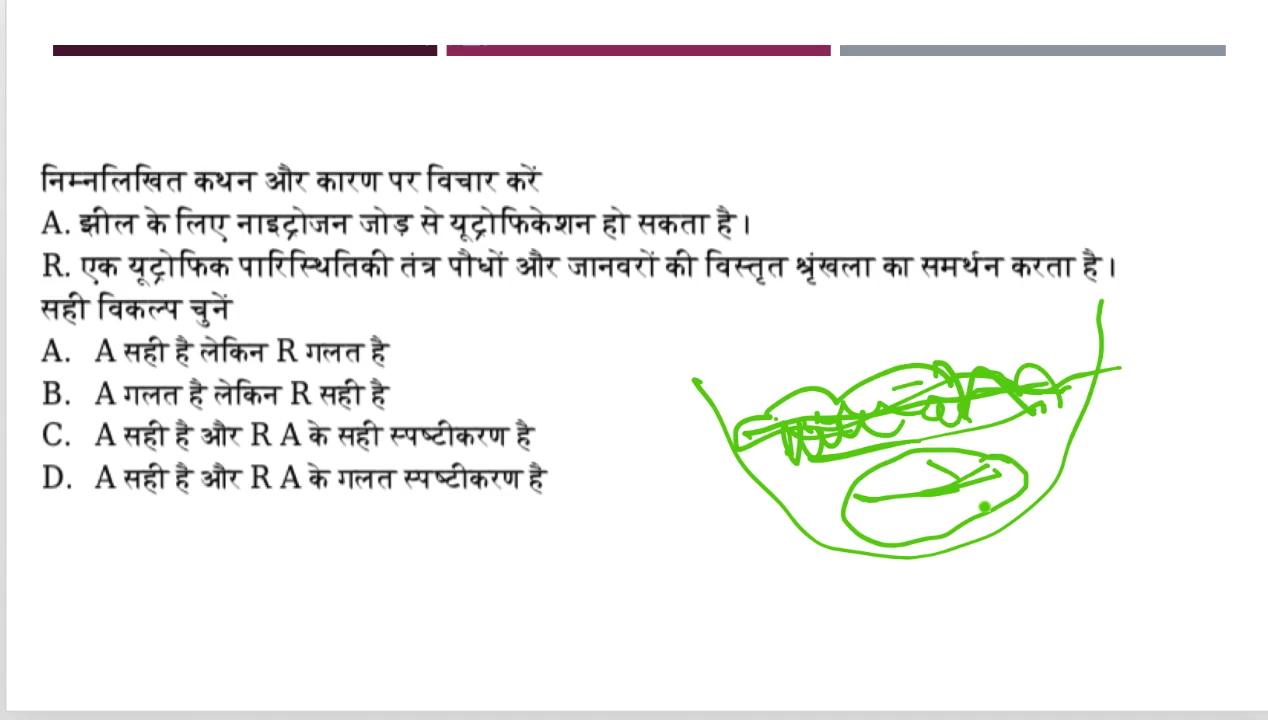 निम्नलिखित कथन और कारण पर विचार करें
A. झील के लिए नाइट्रोजन जोड़ से यूट्रोफिकेशन हो सकता है।
R. एक यूट्रोफिक पारिस्थितिकी तंत्र पौधों और जानवरों की विस्तृत श्रृंखला का समर्थन करता है।
सही विकल्प चुनें
A. A सही है लेकिन R गलत है
B. A गलत है लेकिन R सही है
C. A सही है और R A के सही स्पष्टीकरण है
D. A सही है और R A के गलत स्पष्टीकरण है